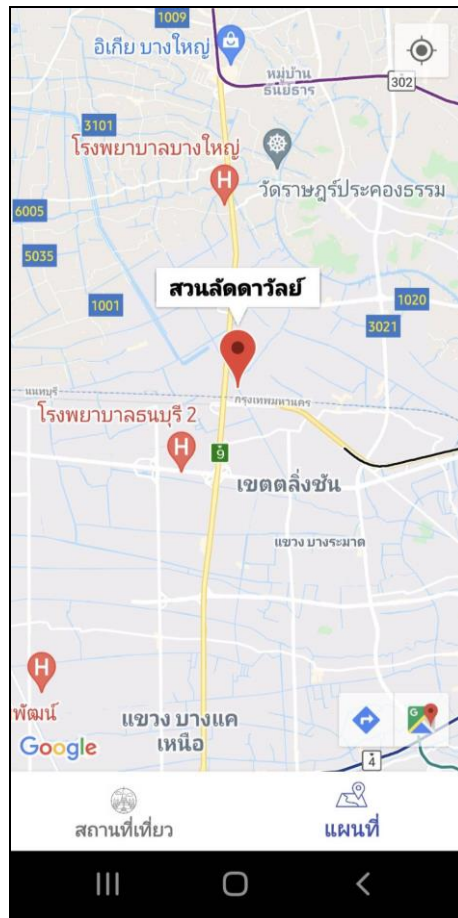 1009
อิเกีย บางใหญ่
หมู่บ้าน
ธนย์ธาร
302
3101
โรงพยาบาลบางใหญ่
H
วัดราษฎร์ประคองธรรม
6005
5035
สวนลัดดาวัลย์
1001
1020
3021
นนทบุรี
กรุงเทพมหานคร
โรงพยาบาลธนบุรี 2
H
9
เขตตลิ่งชัน
แขวง บางระมาด
H
พัฒน์
แขวง บางแค
เหนือ
G
Google
4
สถานที่เที่ยว
แผนที่